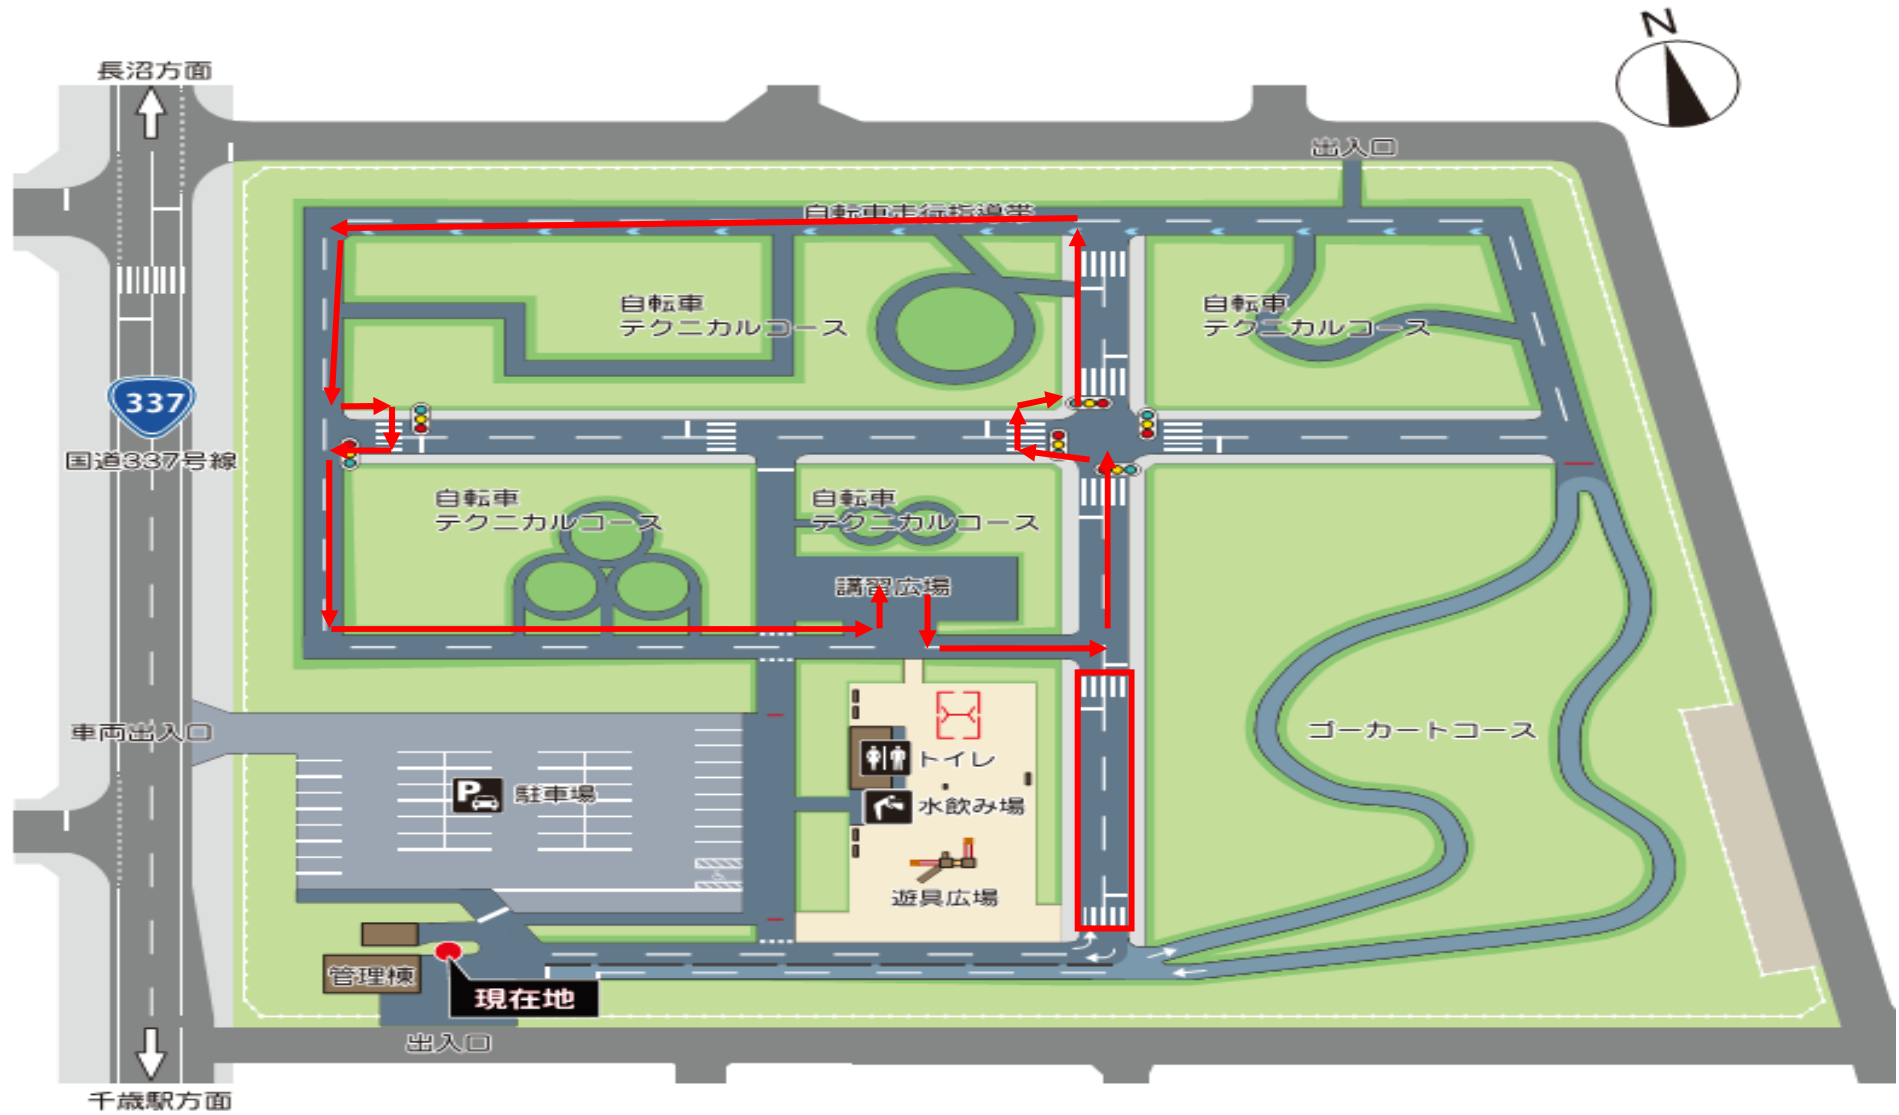 N
長沼方面
出入口
自転車走行指導帯
自転車
テクニカルコース
自転車
テクニカルコース
337
国道337号線
自転車
テクニカルコース
自転車
テクニカルコース
講習広場
車両出入口
ゴーカートコース
トイレ
P
駐車場
水飲み場
遊具広場
管理棟
現在地
出入口
千歳駅方面